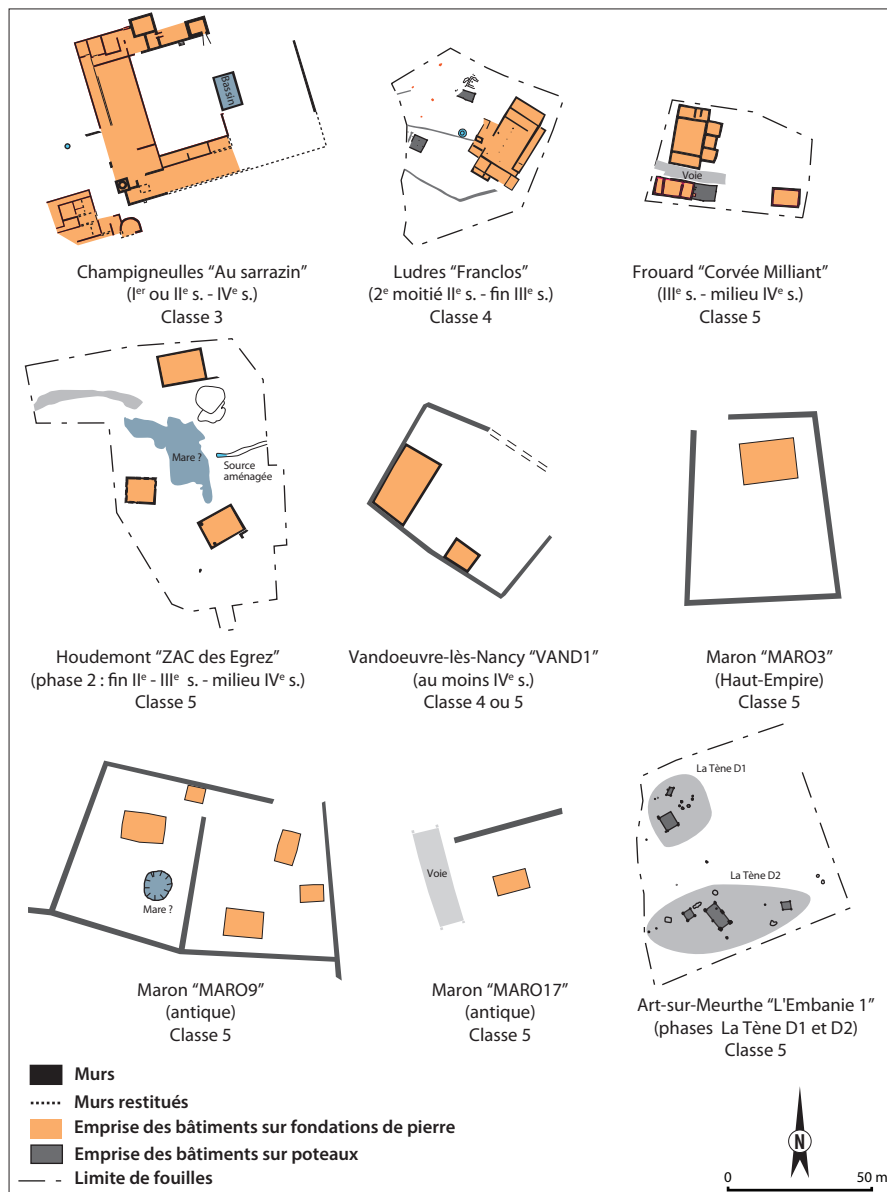 Bassin
Champigneulles “Au sarrazin”
(Ier ou IIe s. - IVe s.)
Classe 3
Ludres “Franclos”
(2e moitié IIe s. - fin IIIe s.)
Classe 4
Voie
Frouard “Corvée Milliant”
(IIIe s. - milieu IVe s.)
Classe 5
Mare ?
Source
aménagée
Houdemont “ZAC des Egrez”
(phase 2 : fin IIe - IIIe s. - milieu IVe s.)
Classe 5
Vandoeuvre-lès-Nancy “VAND1”
(au moins IVe s.)
Classe 4 ou 5
Maron “MARO3”
(Haut-Empire)
Classe 5
Mare ?
Maron “MARO9”
(antique)
Classe 5
Voie
Maron “MARO17”
(antique)
Classe 5
La Tène D1
La Tène D2
Art-sur-Meurthe “L'Embanie 1”
(phases La Tène D1 et D2)
Classe 5
Murs
Murs restitués
Emprise des bâtiments sur fondations de pierre
Emprise des bâtiments sur poteaux
Limite de fouilles
N
0 50 m